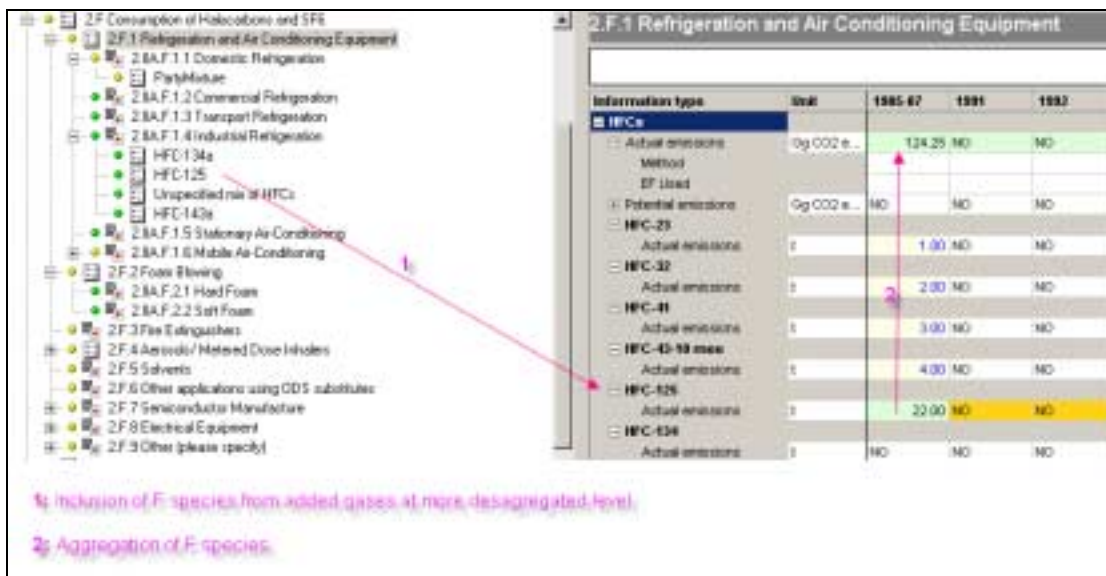 2.F Consumption of Halocarbons and SF6
2.F.1 Refrigeration and Air Conditioning Equipment
2.IIA.F.1.1 Domestic Refrigeration
PartyMixture
2.IIA.F.1.2 Commercial Refrigeration
2.IIA.F.1.3 Transport Refrigeration
2.IIA.F.1.4 Industrial Refrigeration
HFC-134a
HFC-125
Unspecified mix of HFCs
HFC-143a
2.IIA.F.1.5 Stationary Air-Conditioning
2.IIA.F.1.6 Mobile Air-Conditioning
2.F.2 Foam Blowing
2.IIA.F.2.1 Hard Foam
2.IIA.F.2.2 Soft Foam
2.F.3 Fire Extinguishers
2.F.4 Aerosols/ Metered Dose Inhalers
2.F.5 Solvents
2.F.6 Other applications using ODS substitutes
2.F.7 Semiconductor Manufacture
2.F.8 Electrical Equipment
2.F.9 Other (please specify)
1:
2.F.1 Refrigeration and Air Conditioning Equipment
Information type Unit 1985-87 1991 1992
HFCs
Actual emissions Gg CO2 e... 124.25 NO NO
Method
EF Used
Potential emissions Gg CO2 e... NO NO NO
HFC-23
Actual emissions t 1.00 NO NO
HFC-32
Actual emissions t 2.00 NO NO
2:
HFC-41
Actual emissions t 3.00 NO NO
HFC-43-10 mee
Actual emissions t 4.00 NO NO
HFC-125
Actual emissions t 22.00 NO NO
HFC-134
Actual emissions t NO NO NO
1: Inclusion of F species from added gases at more desagregated level.
2: Aggregation of F species.